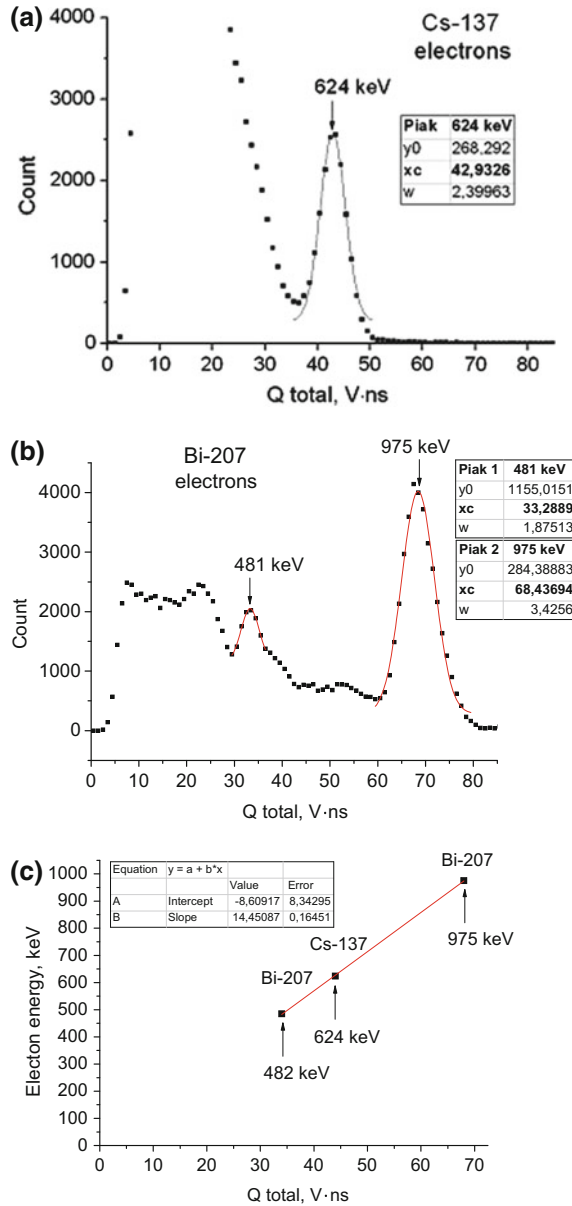 (a)
Cs-137
electrons
624 keV
Piak 624 keV
y0 268,292
xc 42,9326
w 2,39963
Count
4000
3000
2000
1000
0
0 10 20 30 40 50 60 70 80
Q total, V·ns
(b)
Bi-207
electrons
975 keV
481 keV
Piak 1 481 keV
y0 1155,0151
xc 33,2889
w 1,87513
Piak 2 975 keV
y0 284,38883
xc 68,43694
w 3,4256
Count
4000
3000
2000
1000
0
0 10 20 30 40 50 60 70 80
Q total, V·ns
(c)
Equation y = a + b*x
Value Error
A Intercept -8,60917 8,34295
B Slope 14,45087 0,16451
Bi-207
975 keV
Cs-137
624 keV
Bi-207
482 keV
Electon energy, keV
1000
900
800
700
600
500
400
300
200
100
0
0 10 20 30 40 50 60 70
Q total, V·ns